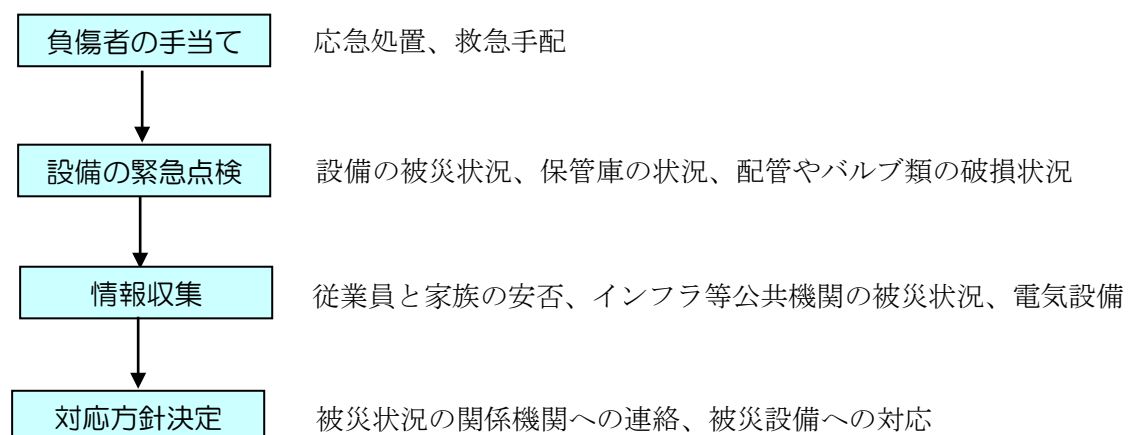 負傷者の手当て 応急処置、救急手配
設備の緊急点検 設備の被災状況、保管庫の状況、配管やバルブ類の破損状況
情報収集 従業員と家族の安否、インフラ等公共機関の被災状況、電気設備
対応方針決定 被災状況の関係機関への連絡、被災設備への対応